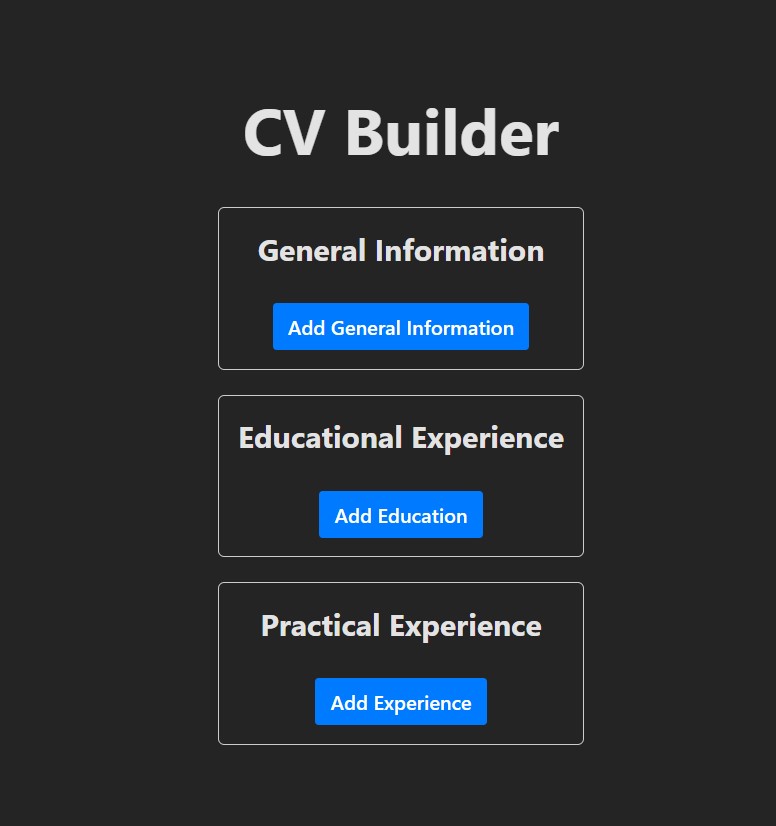 CV Builder
General Information
Add General Information
Educational Experience
Add Education
Practical Experience
Add Experience